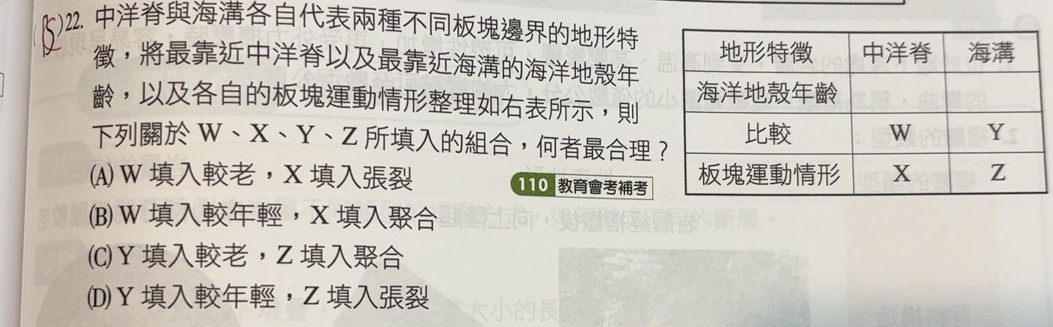 (B)22. 中洋脊與海溝各自代表兩種不同板塊邊界的地形特
徵，將最靠近中洋脊以及最靠近海溝的海洋地殼年
齡，以及各自的板塊運動情形整理如右表所示，則
下列關於 W、X、Y、Z 所填入的組合，何者最合理？
(A) W 填入較老，X 填入張裂
110 教育會考補考
(B) W 填入較年輕，X 填入聚合
(C) Y 填入較老，Z 填入聚合
(D) Y 填入較年輕，Z 填入張裂
地形特徵 中洋脊 海溝
海洋地殼年齡
比較 W Y
板塊運動情形 X Z